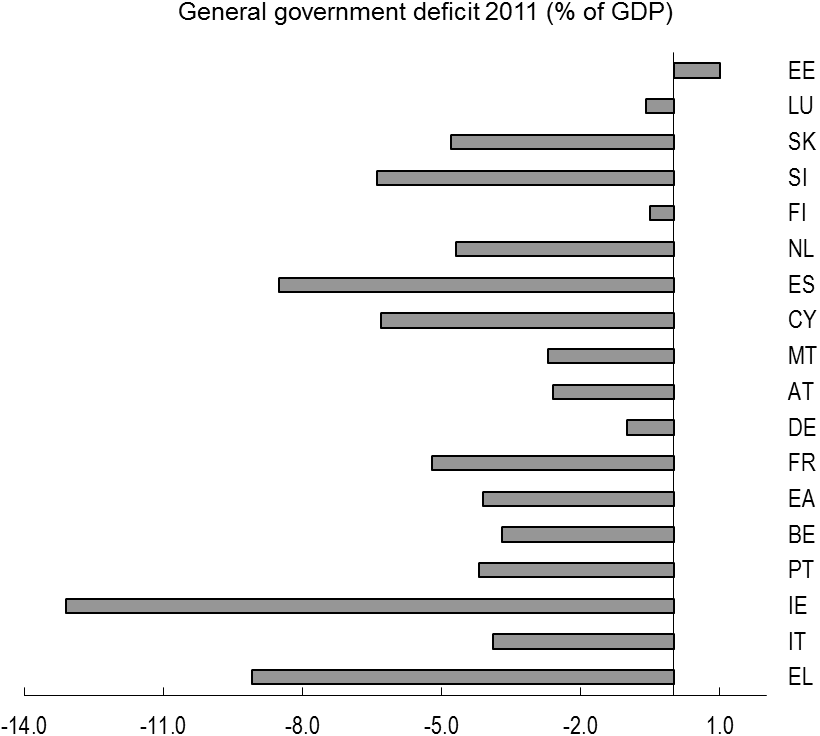 General government deficit 2011 (% of GDP)
EE
LU
SK
SI
FI
NL
ES
CY
MT
AT
DE
FR
EA
BE
PT
IE
IT
EL
-14.0 -11.0 -8.0 -5.0 -2.0 1.0